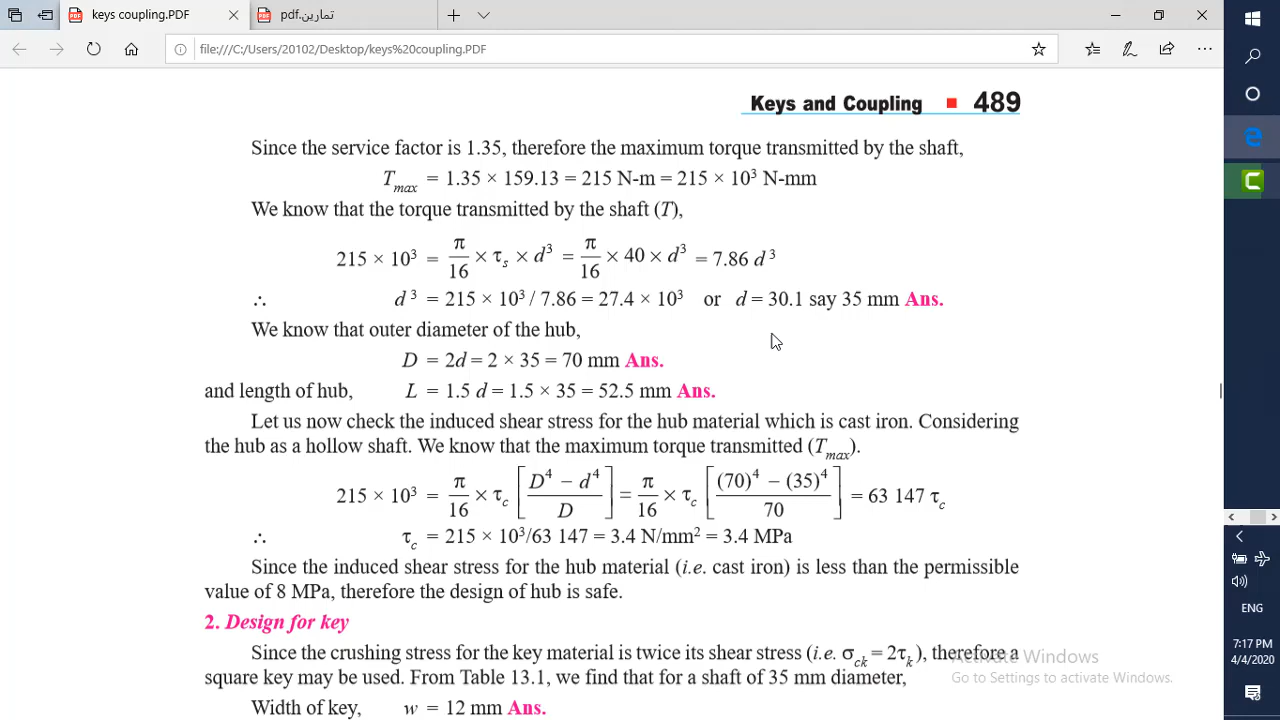 keys coupling.PDF
تمارين.pdf
file:///C:/Users/20102/Desktop/keys%20coupling.PDF
Keys and Coupling ■ 489
Since the service factor is 1.35, therefore the maximum torque transmitted by the shaft,
T_max = 1.35 × 159.13 = 215 N-m = 215 × 10³ N-mm
We know that the torque transmitted by the shaft (T),
215 × 10³ = π/16 × τ_s × d³ = π/16 × 40 × d³ = 7.86 d³
∴ d³ = 215 × 10³ / 7.86 = 27.4 × 10³ or d = 30.1 say 35 mm Ans.
We know that outer diameter of the hub,
D = 2d = 2 × 35 = 70 mm Ans.
and length of hub, L = 1.5 d = 1.5 × 35 = 52.5 mm Ans.
Let us now check the induced shear stress for the hub material which is cast iron. Considering
the hub as a hollow shaft. We know that the maximum torque transmitted (T_max).
215 × 10³ = π/16 × τ_c [D⁴ – d⁴ / D] = π/16 × τ_c [(70)⁴ – (35)⁴ / 70] = 63 147 τ_c
∴ τ_c = 215 × 10³/63 147 = 3.4 N/mm² = 3.4 MPa
Since the induced shear stress for the hub material (i.e. cast iron) is less than the permissible
value of 8 MPa, therefore the design of hub is safe.
2. Design for key
Since the crushing stress for the key material is twice its shear stress (i.e. σ_ck = 2τ_k), therefore a
square key may be used. From Table 13.1, we find that for a shaft of 35 mm diameter,
Width of key, w = 12 mm Ans.
Activate Windows
Go to Settings to activate Windows.
ENG
7:17 PM
4/4/2020